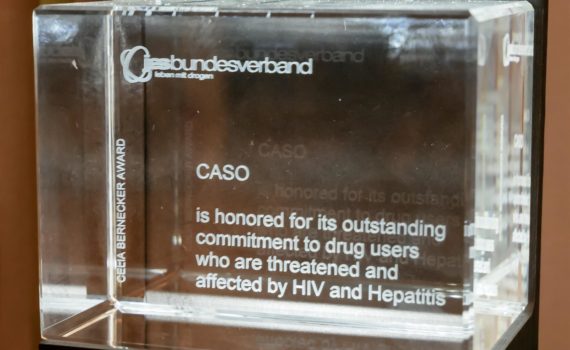 jesbundesverband
leben mit drogen
CEEIA BERNECKER AWARD
CASO
is honored for its outstanding
commitment to drug users
who are threatened and
affected by HIV and Hepatitis